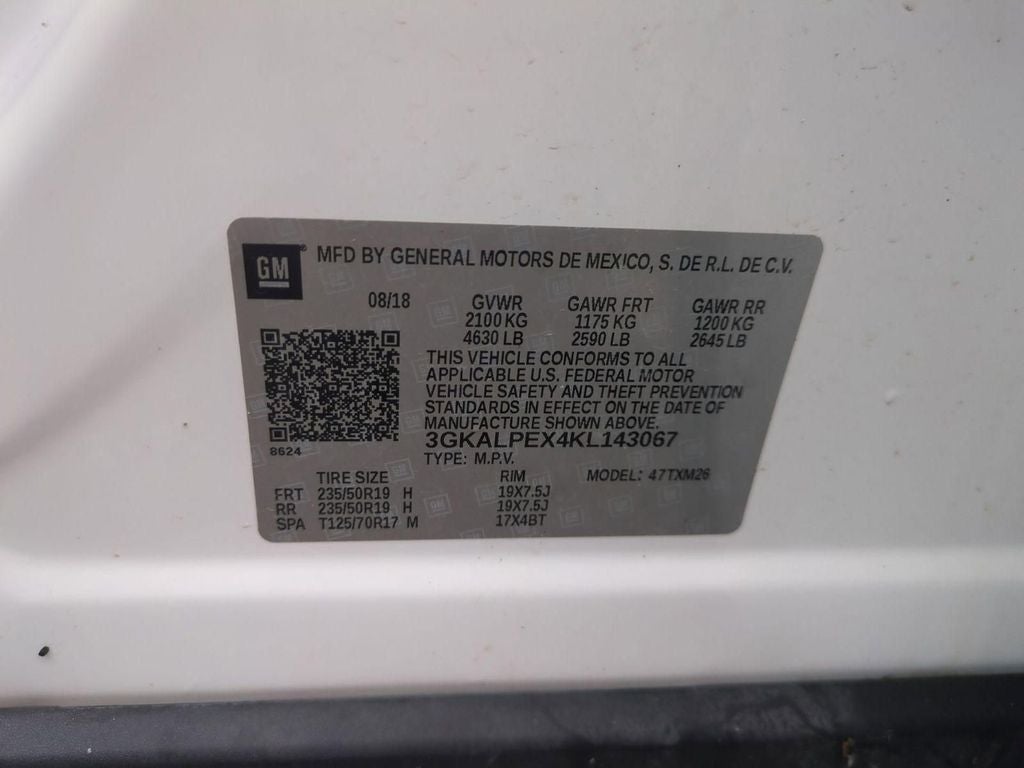 GM
MFD BY GENERAL MOTORS DE MEXICO, S. DE R.L. DE C.V.
08/18 GVWR GAWR FRT GAWR RR
2100 KG 1175 KG 1200 KG
4630 LB 2590 LB 2645 LB
THIS VEHICLE CONFORMS TO ALL
APPLICABLE U.S. FEDERAL MOTOR
VEHICLE SAFETY AND THEFT PREVENTION
STANDARDS IN EFFECT ON THE DATE OF
MANUFACTURE SHOWN ABOVE.
3GKALPEX4KL143067
8624
TYPE: M.P.V.
TIRE SIZE RIM MODEL: 47TXM26
FRT 235/50R19 H 19X7.5J
RR 235/50R19 H 19X7.5J
SPA T125/70R17 M 17X4BT